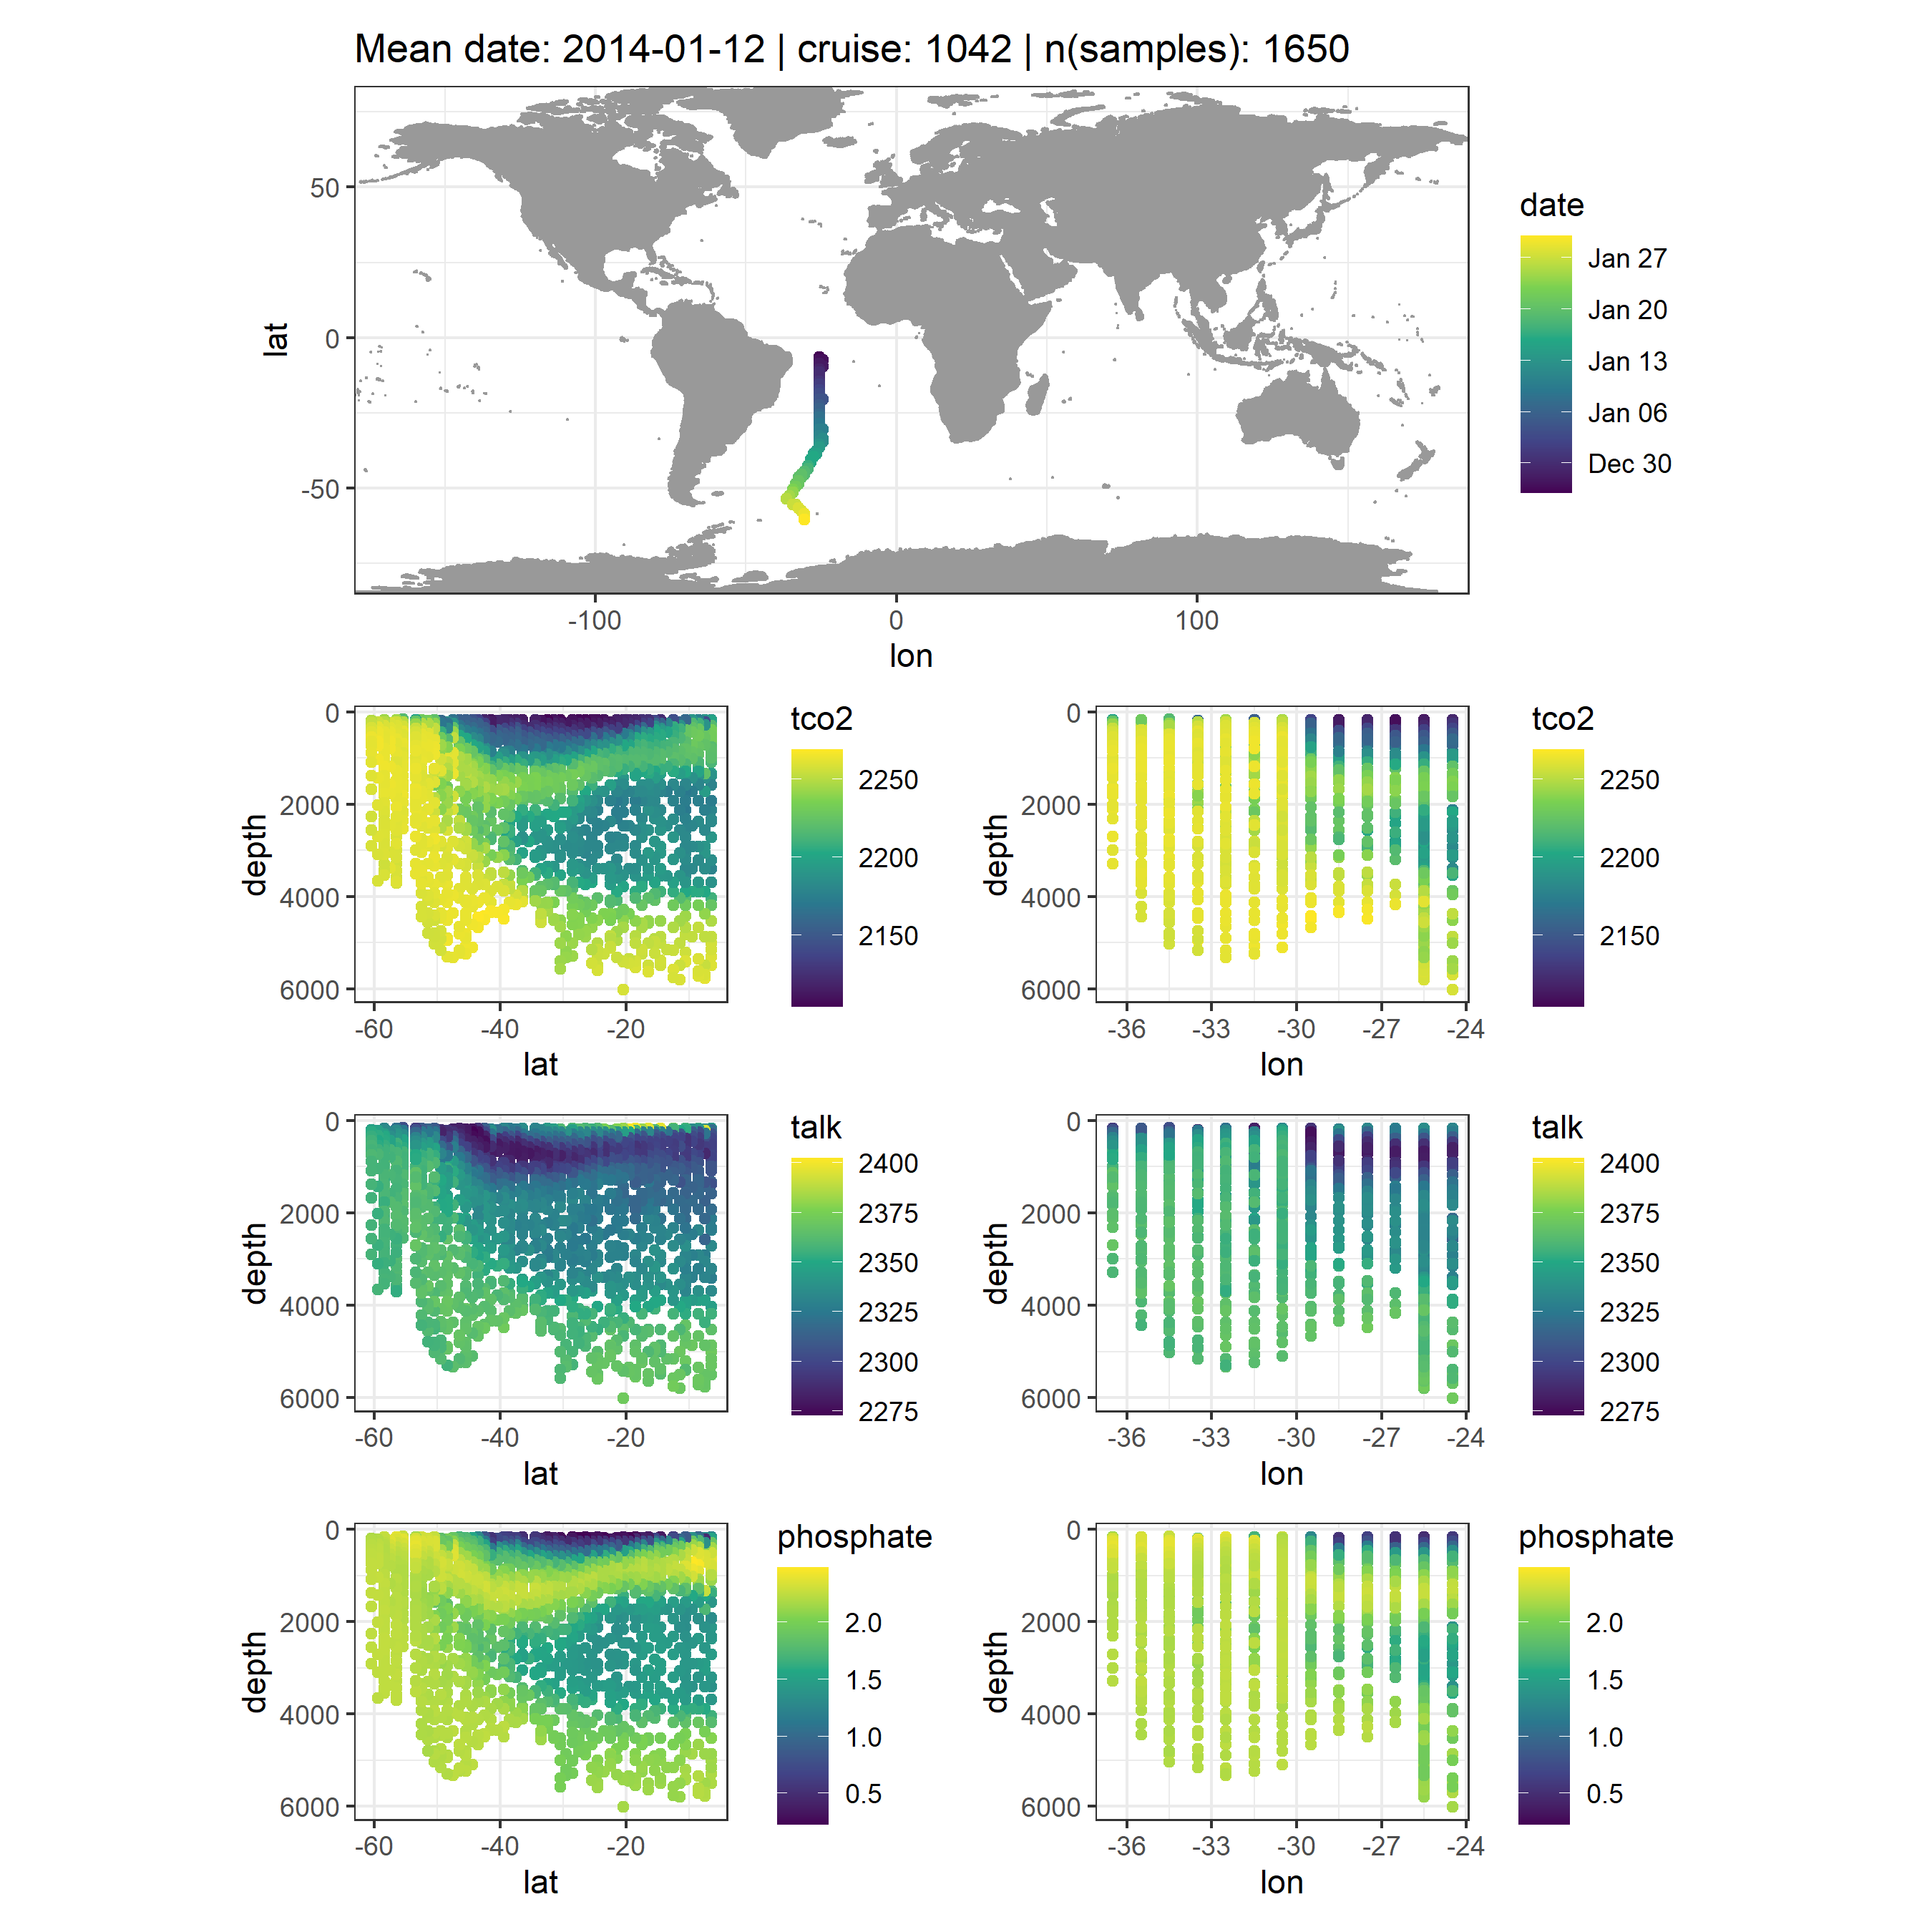 Mean date: 2014-01-12 | cruise: 1042 | n(samples): 1650
lat
50
0
-50
-100
0
100
lon
date
Jan 27
Jan 20
Jan 13
Jan 06
Dec 30
depth
0
2000
4000
6000
-60
-40
-20
lat
tco2
2250
2200
2150
depth
0
2000
4000
6000
-36
-33
-30
-27
-24
lon
tco2
2250
2200
2150
depth
0
2000
4000
6000
-60
-40
-20
lat
talk
2400
2375
2350
2325
2300
2275
depth
0
2000
4000
6000
-36
-33
-30
-27
-24
lon
talk
2400
2375
2350
2325
2300
2275
depth
0
2000
4000
6000
-60
-40
-20
lat
phosphate
2.0
1.5
1.0
0.5
depth
0
2000
4000
6000
-36
-33
-30
-27
-24
lon
phosphate
2.0
1.5
1.0
0.5